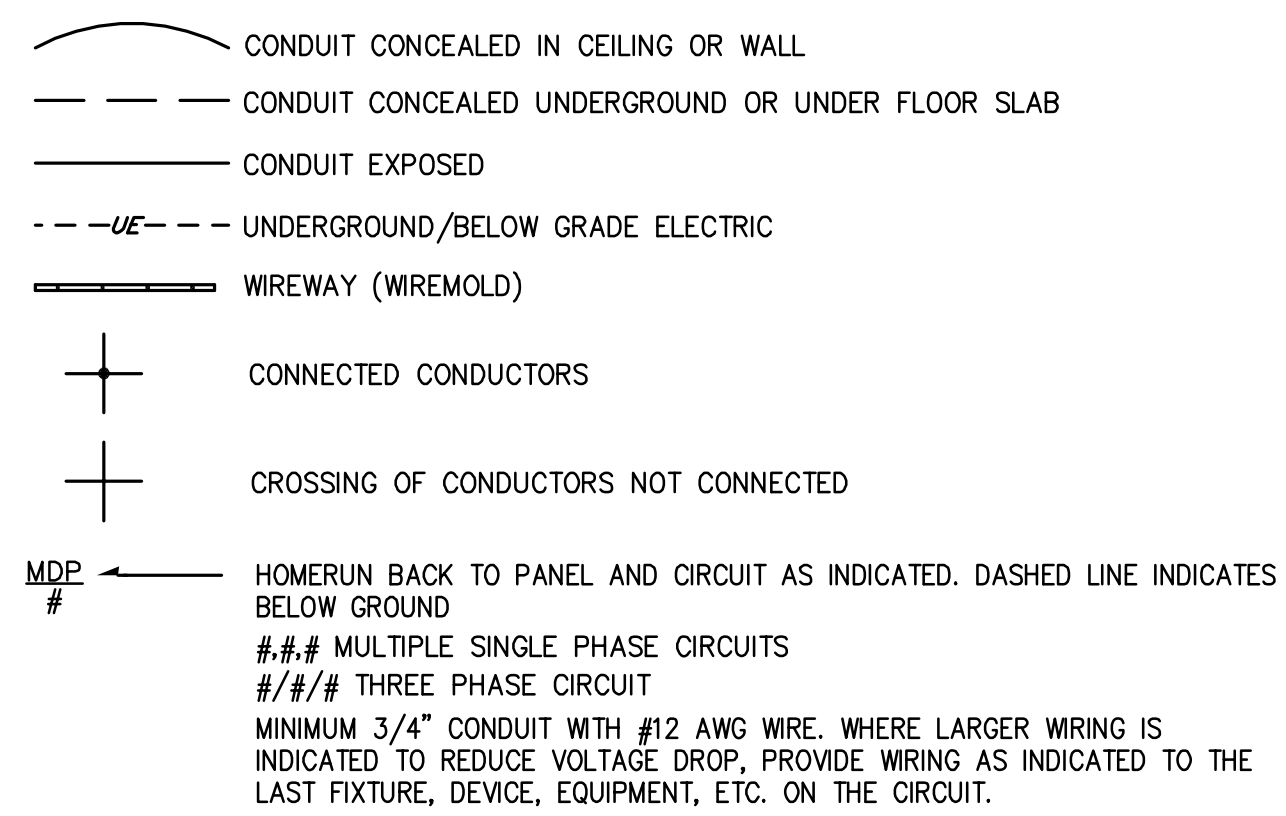 CONDUIT CONCEALED IN CEILING OR WALL
CONDUIT CONCEALED UNDERGROUND OR UNDER FLOOR SLAB
CONDUIT EXPOSED
UE UNDERGROUND/BELOW GRADE ELECTRIC
WIREWAY (WIREMOLD)
CONNECTED CONDUCTORS
CROSSING OF CONDUCTORS NOT CONNECTED
MDP
#
HOMERUN BACK TO PANEL AND CIRCUIT AS INDICATED. DASHED LINE INDICATES
BELOW GROUND
#,#,# MULTIPLE SINGLE PHASE CIRCUITS
#/#/# THREE PHASE CIRCUIT
MINIMUM 3/4" CONDUIT WITH #12 AWG WIRE. WHERE LARGER WIRING IS
INDICATED TO REDUCE VOLTAGE DROP, PROVIDE WIRING AS INDICATED TO THE
LAST FIXTURE, DEVICE, EQUIPMENT, ETC. ON THE CIRCUIT.